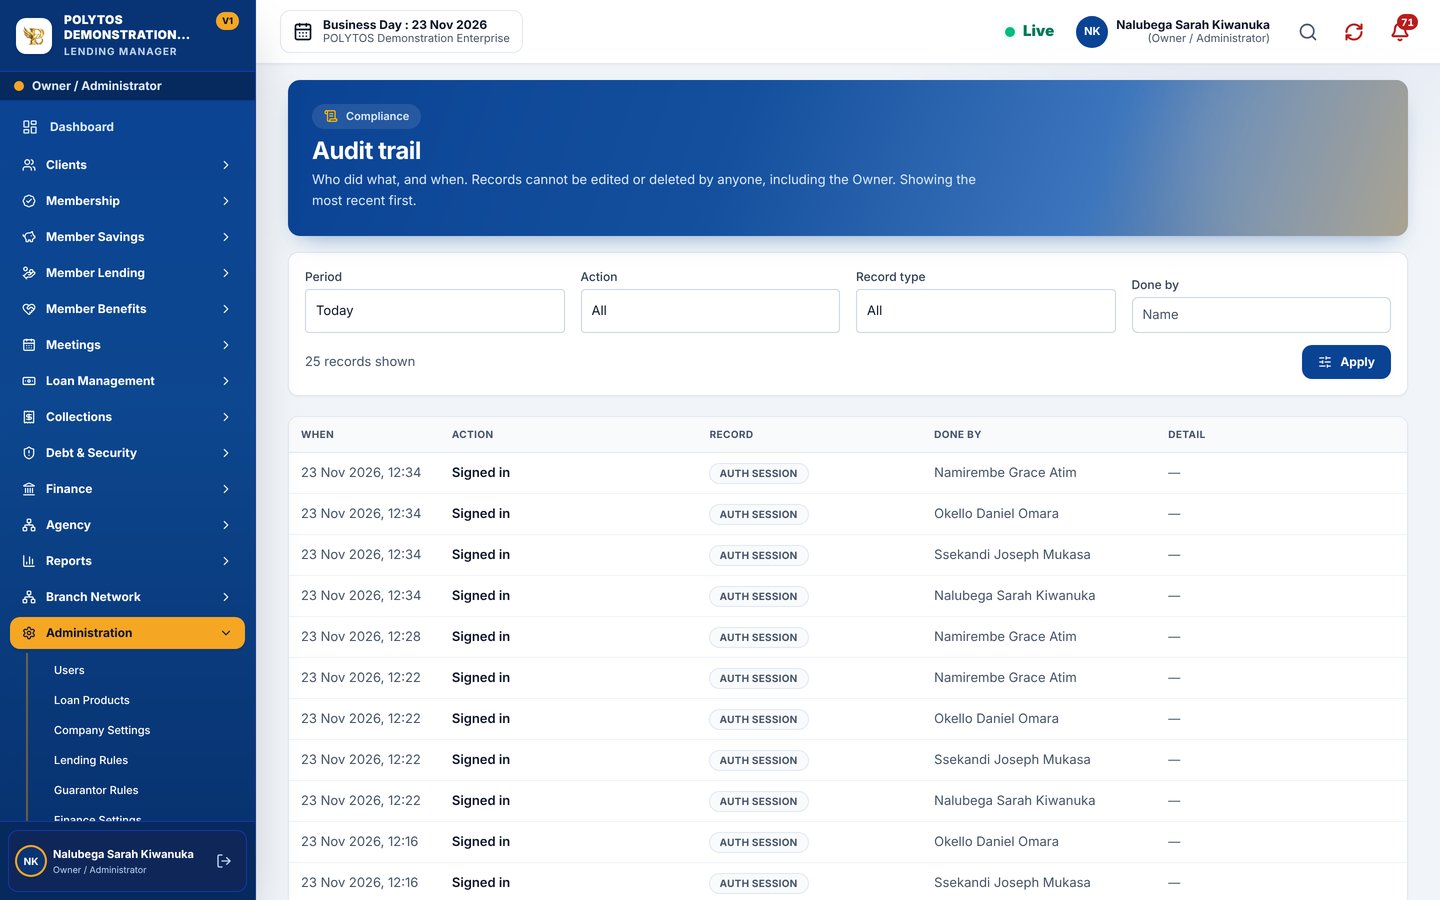 POLYTOS
DEMONSTRATION...
LENDING MANAGER
V1
Owner / Administrator
Dashboard
Clients
Membership
Member Savings
Member Lending
Member Benefits
Meetings
Loan Management
Collections
Debt & Security
Finance
Agency
Reports
Branch Network
Administration
Users
Loan Products
Company Settings
Lending Rules
Guarantor Rules
Finance Settings
NK
Nalubega Sarah Kiwanuka
Owner / Administrator
Business Day : 23 Nov 2026
POLYTOS Demonstration Enterprise
Live
NK
Nalubega Sarah Kiwanuka
(Owner / Administrator)
71
Compliance
Audit trail
Who did what, and when. Records cannot be edited or deleted by anyone, including the Owner. Showing the
most recent first.
Period
Today
Action
All
Record type
All
Done by
Name
25 records shown
Apply
WHEN ACTION RECORD DONE BY DETAIL
23 Nov 2026, 12:34 Signed in AUTH SESSION Namirembe Grace Atim —
23 Nov 2026, 12:34 Signed in AUTH SESSION Okello Daniel Omara —
23 Nov 2026, 12:34 Signed in AUTH SESSION Ssekandi Joseph Mukasa —
23 Nov 2026, 12:34 Signed in AUTH SESSION Nalubega Sarah Kiwanuka —
23 Nov 2026, 12:28 Signed in AUTH SESSION Namirembe Grace Atim —
23 Nov 2026, 12:22 Signed in AUTH SESSION Namirembe Grace Atim —
23 Nov 2026, 12:22 Signed in AUTH SESSION Okello Daniel Omara —
23 Nov 2026, 12:22 Signed in AUTH SESSION Ssekandi Joseph Mukasa —
23 Nov 2026, 12:22 Signed in AUTH SESSION Nalubega Sarah Kiwanuka —
23 Nov 2026, 12:16 Signed in AUTH SESSION Okello Daniel Omara —
23 Nov 2026, 12:16 Signed in AUTH SESSION Ssekandi Joseph Mukasa —